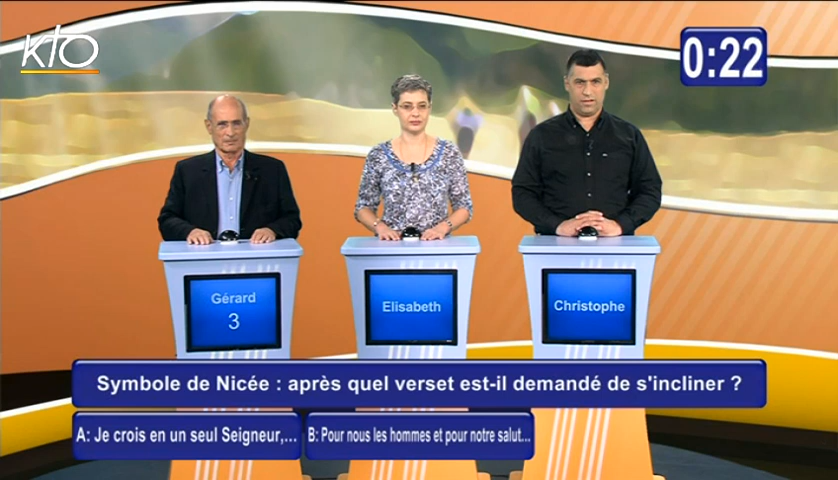 KTO
0:22
Gérard
3
Elisabeth
Christophe
Symbole de Nicée : après quel verset est-il demandé de s'incliner ?
A: Je crois en un seul Seigneur,...
B: Pour nous les hommes et pour notre salut...